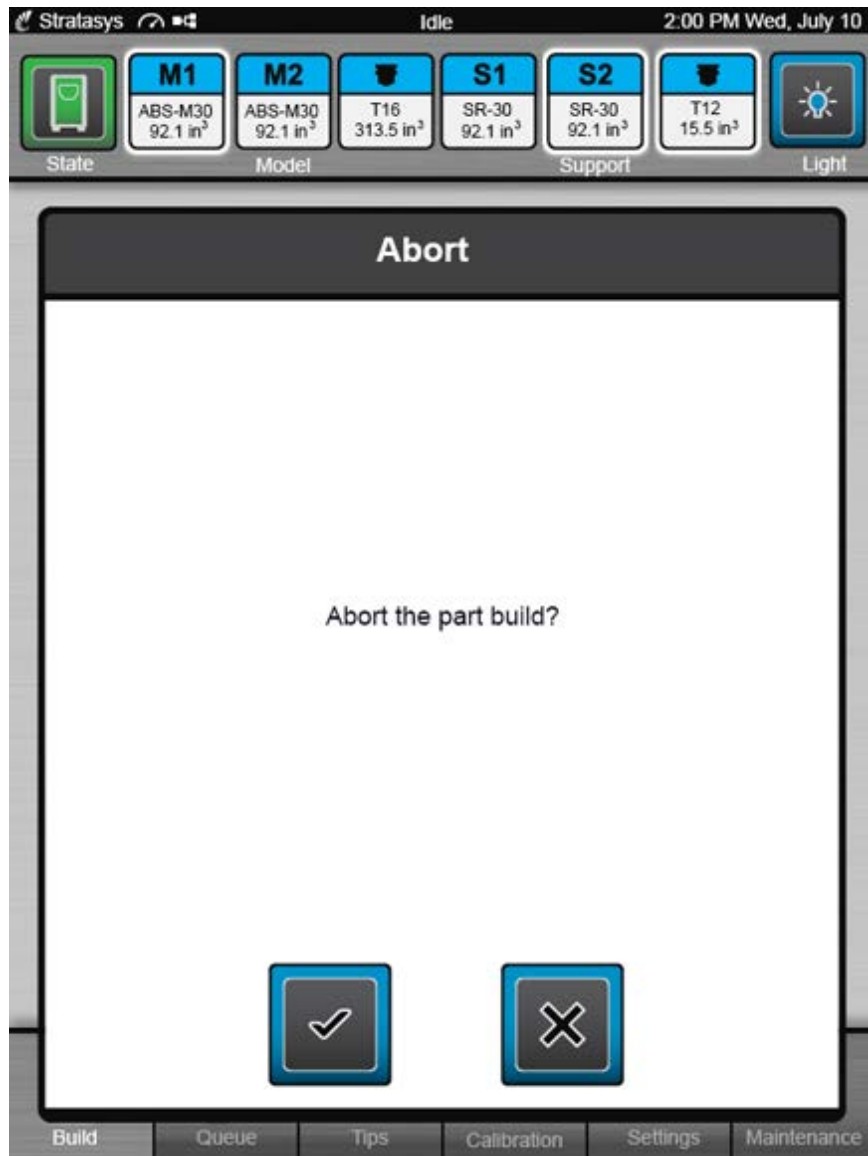 Stratasys Idle 2:00 PM Wed, July 10
M1 M2 S1 S2
ABS-M30 ABS-M30 T16 SR-30 SR-30 T12
92.1 in³ 92.1 in³ 313.5 in³ 92.1 in³ 92.1 in³ 15.5 in³
State Model Support Light
Abort
Abort the part build?
Build Queue Tips Calibration Settings Maintenance